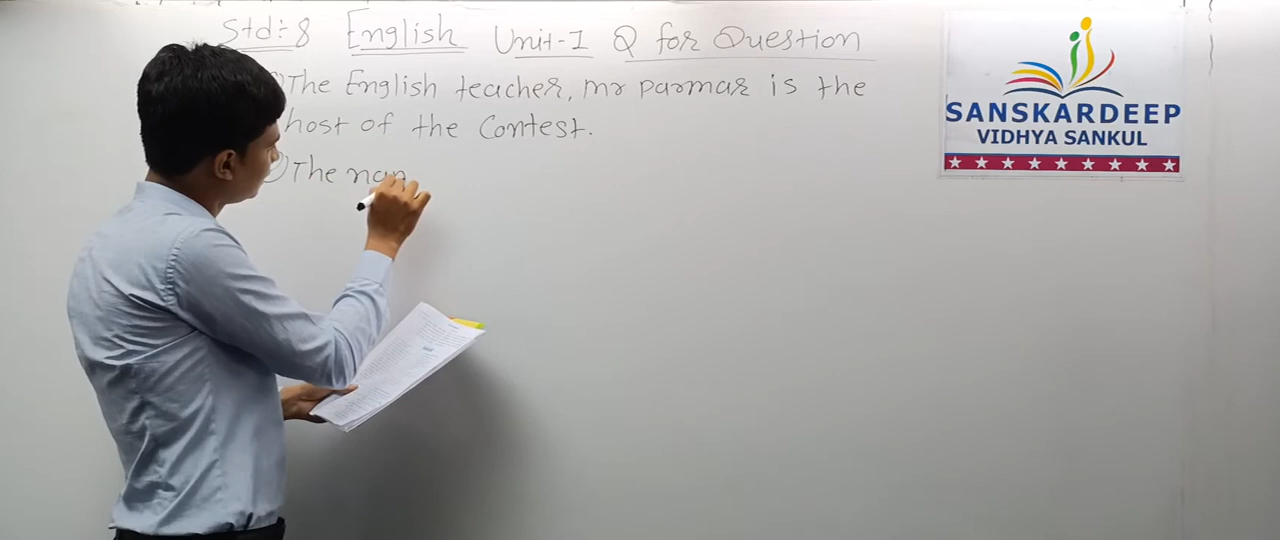 Std:- 8 English Unit-1 Q for Question
The English teacher, mr parmar is the
host of the Contest.
The nam
SANSKARDEEP
VIDHYA SANKUL